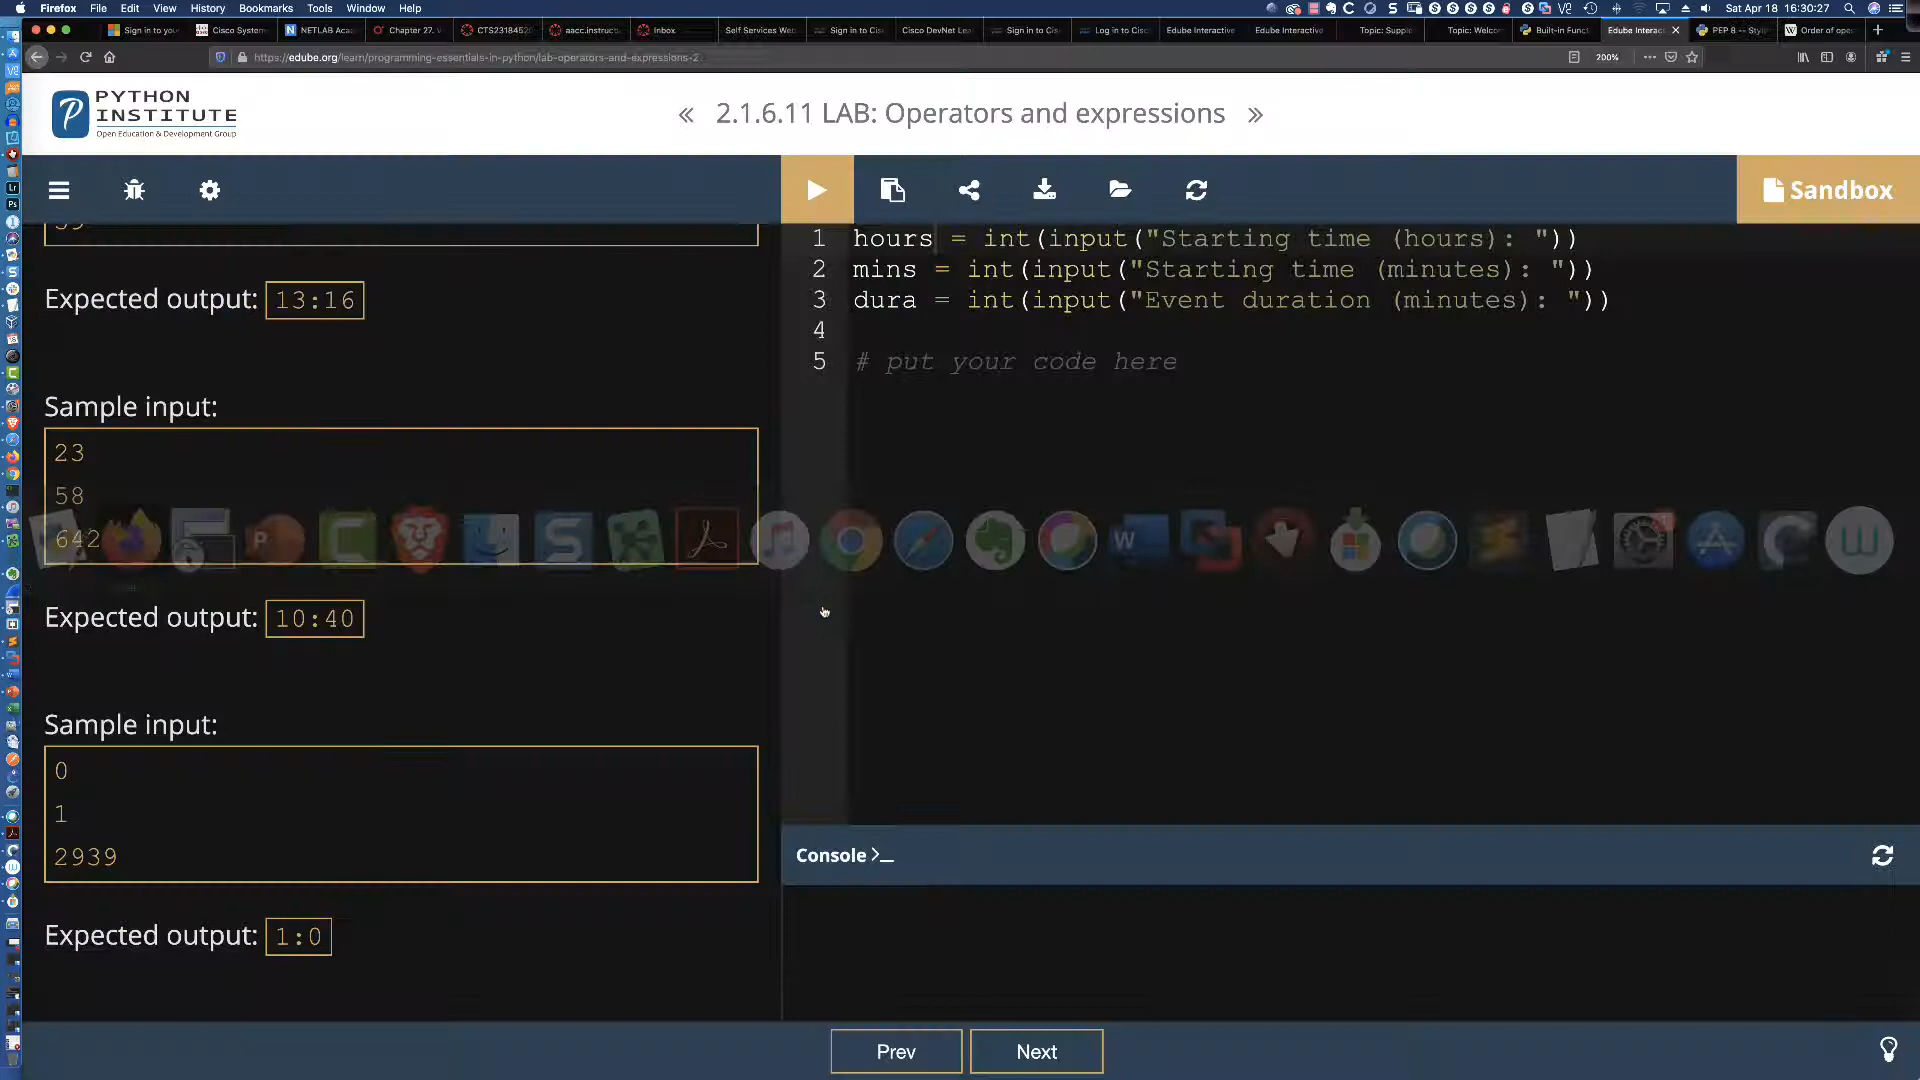 Firefox File Edit View History Bookmarks Tools Window Help
Sat Apr 18 16:30:27
Sign in to you
Cisco System
NETLAB Aca
Chapter 27. V
CTS2318452
aacc.instruct
Inbox
Self Services Web
Sign in to Cis
Cisco DevNet Lea
Sign in to Cis
Log in to Cisc
Edube Interactive
Edube Interactive
Topic: Supple
Topic: Welcom
Built-in Funct
Edube Interac
PEP 8 -- Styl
Order of ope
https://edube.org/learn/programming-essentials-in-python/lab-operators-and-expressions-2
200%
PYTHON
INSTITUTE
Open Education & Development Group
« 2.1.6.11 LAB: Operators and expressions »
Sandbox
Expected output: 13:16
Sample input:
23
58
642
Expected output: 10:40
Sample input:
0
1
2939
Expected output: 1:0
1 hours = int(input("Starting time (hours): "))
2 mins = int(input("Starting time (minutes): "))
3 dura = int(input("Event duration (minutes): "))
4
5 # put your code here
Console >_
Prev
Next